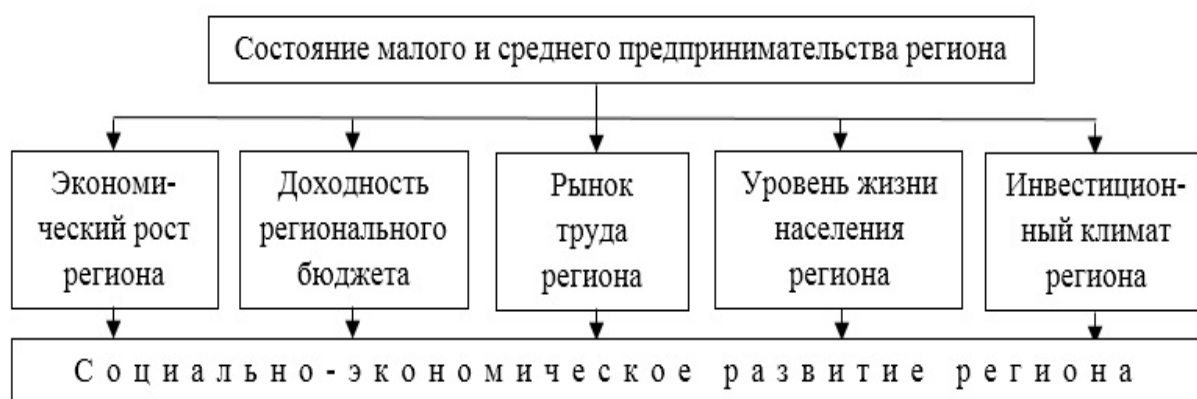 Состояние малого и среднего предпринимательства региона
Экономи-
ческий рост
региона
Доходность
регионального
бюджета
Рынок
труда
региона
Уровень жизни
населения
региона
Инвестицион-
ный климат
региона
Социально-экономическое развитие региона